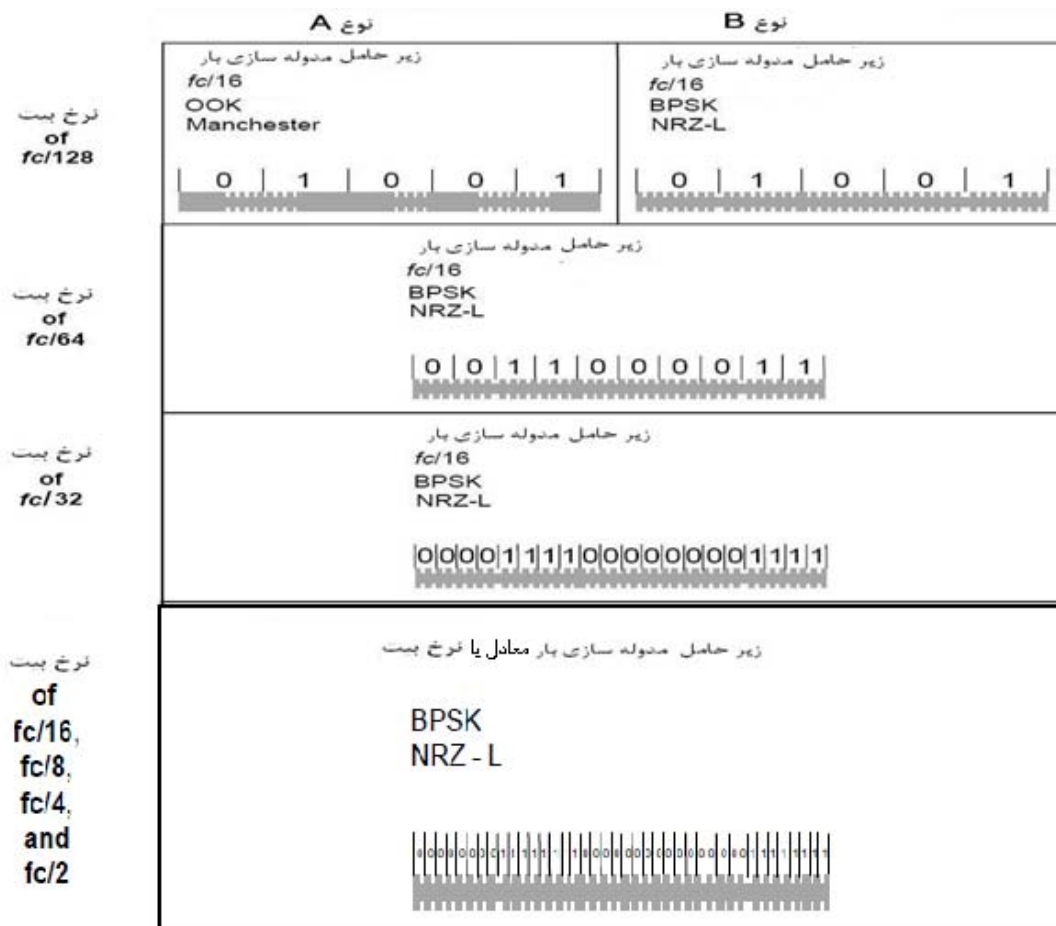 نوع A
نوع B
نرخ بیت
of
fc/128
زیر حامل مدوله سازی بار
fc/16
OOK
Manchester
0 1 0 0 1
زیر حامل مدوله سازی بار
fc/16
BPSK
NRZ-L
0 1 0 0 1
نرخ بیت
of
fc/64
زیر حامل مدوله سازی بار
fc/16
BPSK
NRZ-L
0 0 1 1 0 0 0 0 1 1
نرخ بیت
of
fc/32
زیر حامل مدوله سازی بار
fc/16
BPSK
NRZ-L
0 0 0 0 1 1 1 1 0 0 0 0 0 0 0 0 1 1 1 1
نرخ بیت
of
fc/16,
fc/8,
fc/4,
and
fc/2
زیر حامل مدوله سازی بار معادل یا نرخ بیت
BPSK
NRZ - L